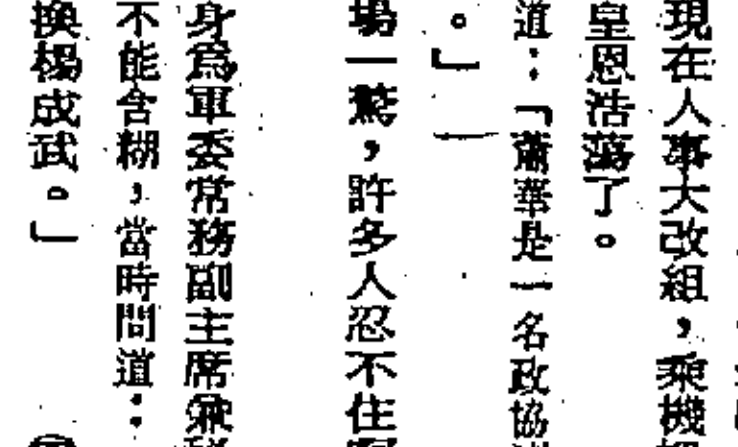 現在人事大改組，乘機
皇恩浩蕩了。
道：「蕭華是一名政協
。」
場一驚，許多人忍不住
身爲軍委常務副主席兼
不能含糊，當時問道：
換楊成武。」